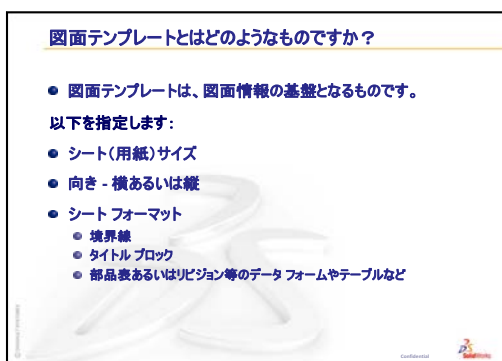 図面テンプレートとはどのようなものですか？
図面テンプレートは、図面情報の基盤となるものです。
以下を指定します:
シート(用紙)サイズ
向き - 横あるいは縦
シート フォーマット
境界線
タイトル ブロック
部品表あるいはリビジョン等のデータ フォームやテーブルなど
Confidential
SolidWorks